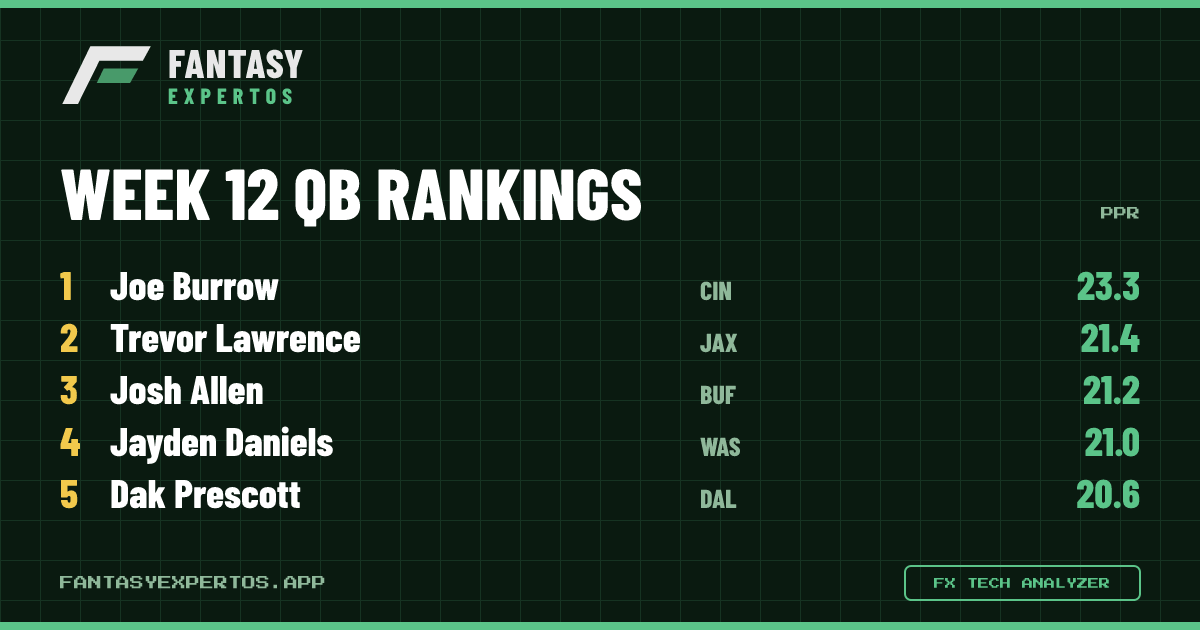 FANTASY
EXPERTOS
WEEK 12 QB RANKINGS
PPR
1 Joe Burrow CIN 23.3
2 Trevor Lawrence JAX 21.4
3 Josh Allen BUF 21.2
4 Jayden Daniels WAS 21.0
5 Dak Prescott DAL 20.6
FANTASYEXPERTOS.APP
FX TECH ANALYZER